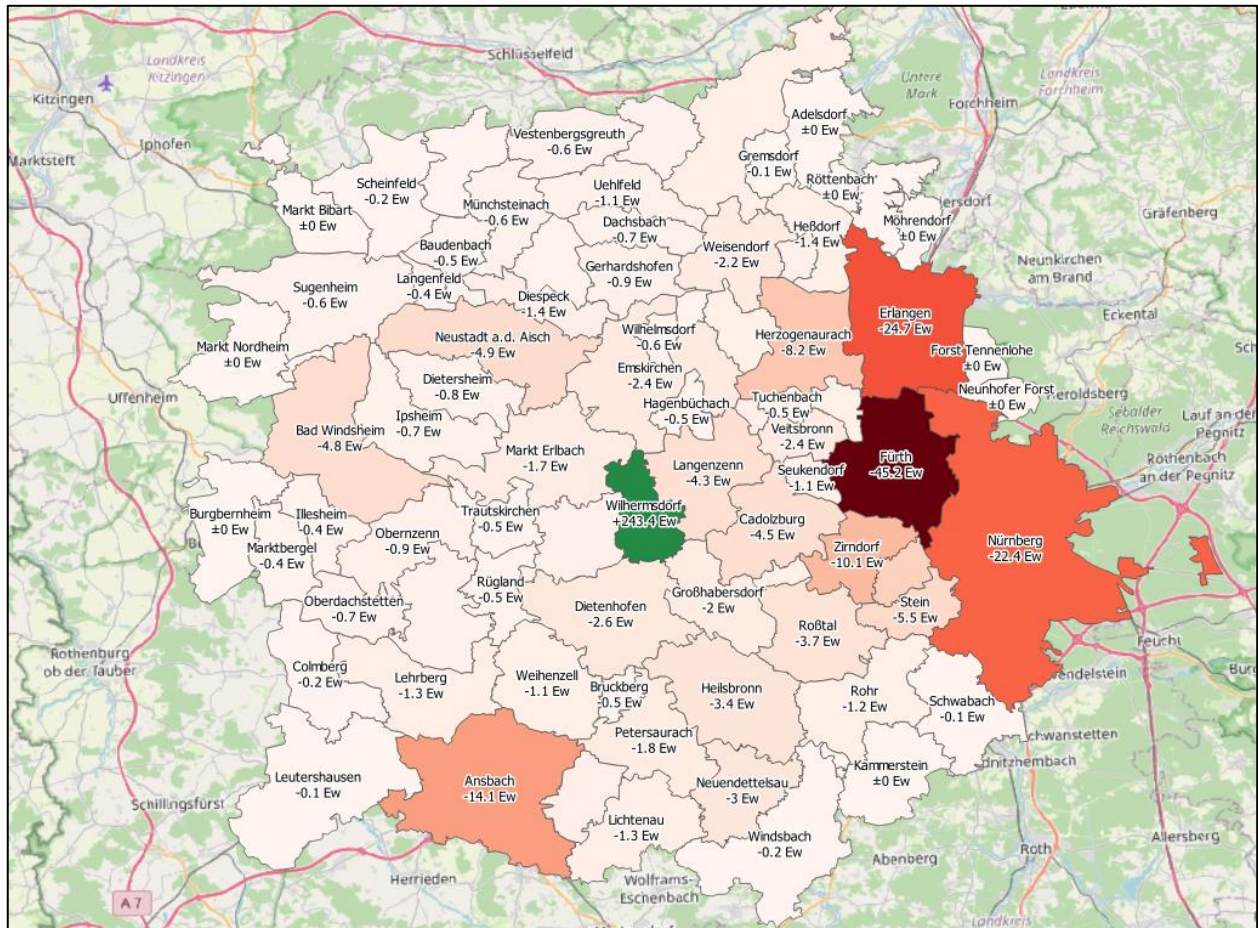 Schlüsselfeld
Landkreis
Kitzingen
Kitzingen
Iphofen
Marktsteft
Untere
Mark
Landkreis
Forchheim
Forchheim
Adelsdorf
±0 Ew
Vestenbergsgreuth
-0.6 Ew
Gremsdorf
-0.1 Ew
Röttenbach
±0 Ew
Scheinfeld
-0.2 Ew
Uehlfeld
-1.1 Ew
Münchsteinach
-0.6 Ew
Markt Bibart
±0 Ew
Dachsbach
-0.7 Ew
Heßdorf
-1.4 Ew
Möhrendorf
±0 Ew
ersdorf
Gräfenberg
Baudenbach
-0.5 Ew
Weisendorf
-2.2 Ew
Neunkirchen
am Brand
Gerhardshofen
-0.9 Ew
Langenfeld
-0.4 Ew
Sugenheim
-0.6 Ew
Diespeck
-1.4 Ew
Erlangen
-24.7 Ew
Eckental
Wilhelmsdorf
-0.6 Ew
Herzogenaurach
-8.2 Ew
Neustadt a.d. Aisch
-4.9 Ew
Markt Nordheim
±0 Ew
Forst Tennenlohe
±0 Ew
Emskirchen
-2.4 Ew
Dietersheim
-0.8 Ew
Neunhofer Forst
±0 Ew
Heroldsberg
Uffenheim
Tuchenbach
-0.5 Ew
Hagenbüchach
-0.5 Ew
Sebalder
Reichswald
Lauf an der
Pegnitz
Ipsheim
-0.7 Ew
Bad Windsheim
-4.8 Ew
Veitsbronn
-2.4 Ew
Markt Erlbach
-1.7 Ew
Fürth
-45.2 Ew
Röthenbach
an der Pegnitz
Langenzenn
-4.3 Ew
Seukendorf
-1.1 Ew
Wilhermsdorf
+243.4 Ew
Burgbernheim
±0 Ew
Illesheim
-0.4 Ew
Trautskirchen
-0.5 Ew
Cadolzburg
-4.5 Ew
Obernzenn
-0.9 Ew
Zirndorf
-10.1 Ew
Nürnberg
-22.4 Ew
Marktbergel
-0.4 Ew
Rügland
-0.5 Ew
Großhabersdorf
-2 Ew
Oberdachstetten
-0.7 Ew
Dietenhofen
-2.6 Ew
Stein
-5.5 Ew
Roßtal
-3.7 Ew
Feucht
Rothenburg
ob der Tauber
Colmberg
-0.2 Ew
Lehrberg
-1.3 Ew
Weihenzell
-1.1 Ew
Bruckberg
-0.5 Ew
Heilsbronn
-3.4 Ew
Rohr
-1.2 Ew
Schwabach
-0.1 Ew
wendelstein
Petersaurach
-1.8 Ew
Schwanstetten
Leutershausen
-0.1 Ew
Ansbach
-14.1 Ew
Neuendettelsau
-3 Ew
Kammerstein
±0 Ew
dnitzhembach
Schillingsfürst
Lichtenau
-1.3 Ew
Windsbach
-0.2 Ew
Allersberg
Roth
Abenberg
Herrieden
Wolframs-
Eschenbach
A 7
Landkreis